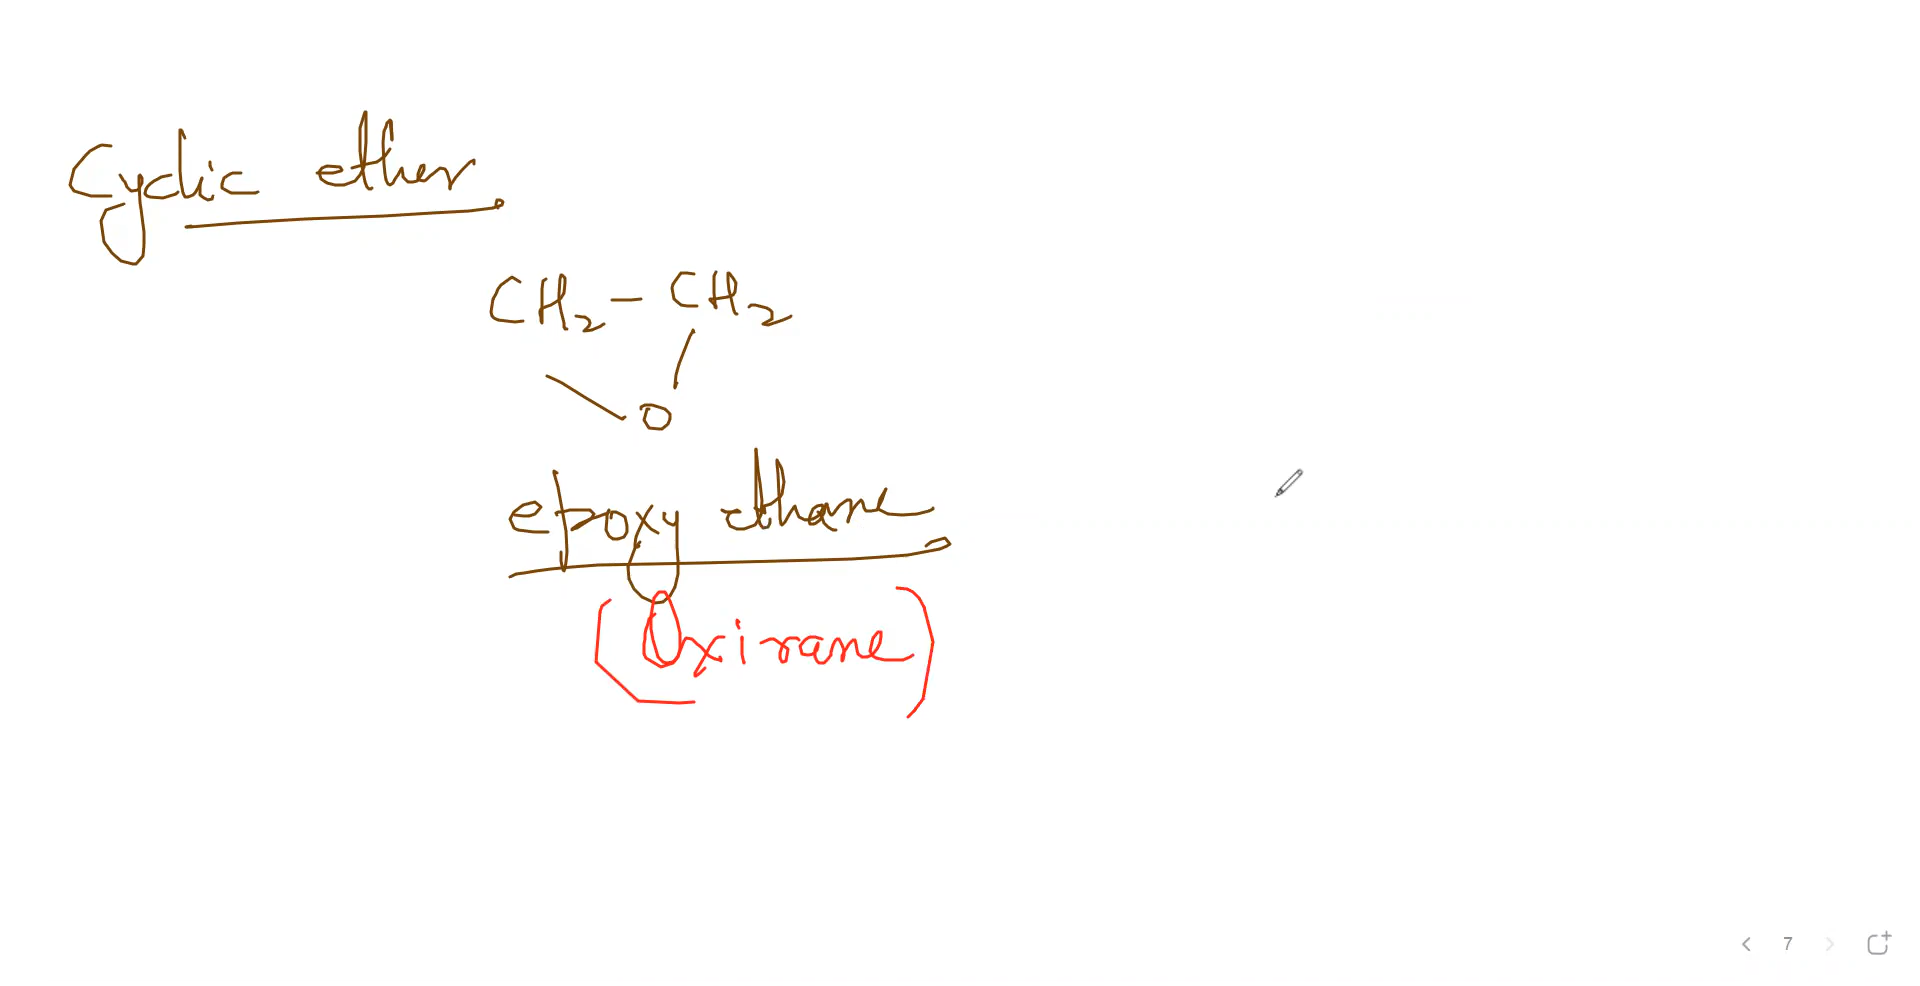 Cyclic ether
CH2 - CH2
O
epoxy ethane
(Oxirane)
7